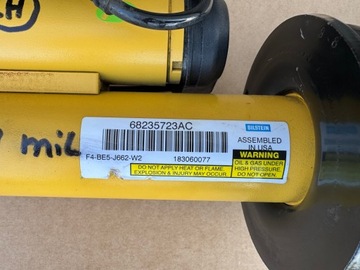 LH
mil
68235723AC
F4-BE5-J662-W2
183060077
BILSTEIN
ASSEMBLED
IN USA
WARNING
OIL & GAS UNDER
HIGH PRESSURE.
DO NOT OPEN.
DO NOT APPLY HEAT OR FLAME.
EXPLOSION & INJURY MAY OCCUR.